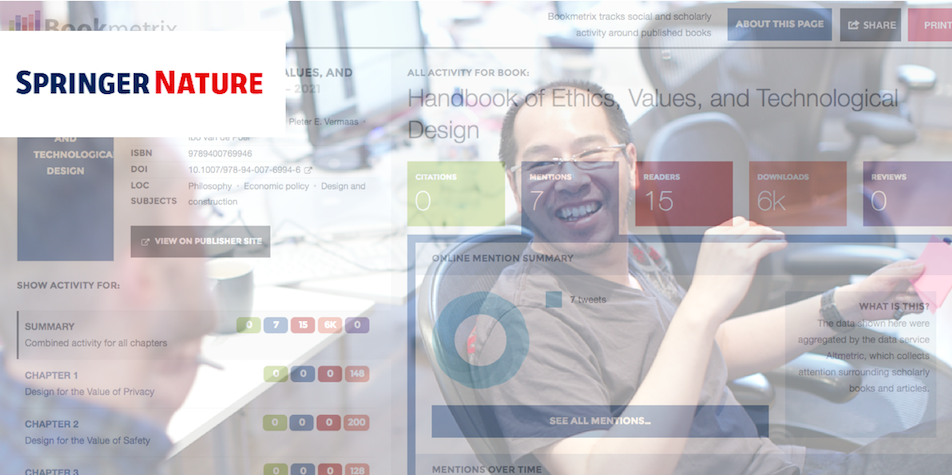 Bookmetrix
Bookmetrix tracks social and scholarly
activity around published books
ABOUT THIS PAGE
SHARE
PRINT
SPRINGER NATURE
ALUES, AND
- 2021
Pieter E. Vermaas
AND
TECHNOLOGICA
DESIGN
ISBN 9789400769946
DOI 10.1007/978-94-007-6994-6
LOC Philosophy · Economic policy · Design and
SUBJECTS construction
VIEW ON PUBLISHER SITE
SHOW ACTIVITY FOR:
SUMMARY 0 7 15 6K 0
Combined activity for all chapters
CHAPTER 1 0 0 0 148
Design for the Value of Privacy
CHAPTER 2 0 0 0 200
Design for the Value of Safety
CHAPTER 3 0 0 0 128
ALL ACTIVITY FOR BOOK:
Handbook of Ethics, Values, and Technological
Design
CITATIONS MENTIONS READERS DOWNLOADS REVIEWS
0 7 15 6k 0
ONLINE MENTION SUMMARY
7 tweets
WHAT IS THIS?
The data shown here were
aggregated by the data service
Altmetric, which collects
attention surrounding scholarly
books and articles.
SEE ALL MENTIONS...
MENTIONS OVER TIME